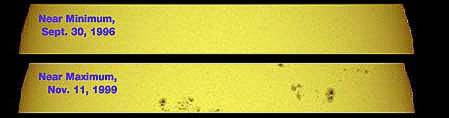 Near Minimum,
Sept. 30, 1996
Near Maximum,
Nov. 11, 1999